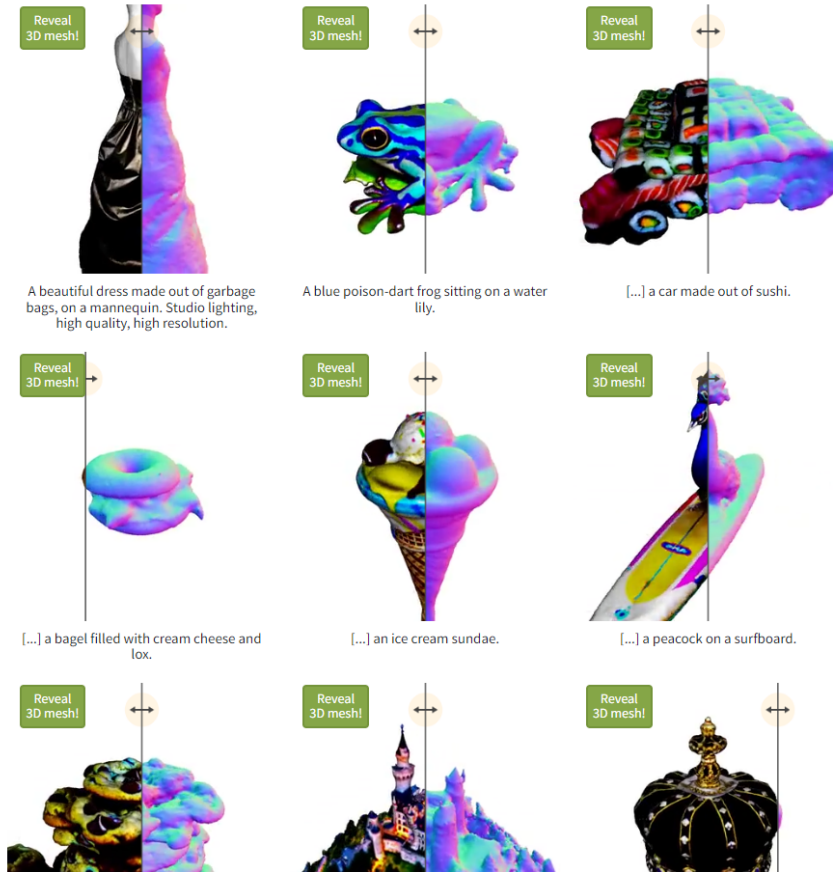 Reveal
3D mesh!
Reveal
3D mesh!
Reveal
3D mesh!
A beautiful dress made out of garbage
bags, on a mannequin. Studio lighting,
high quality, high resolution.
A blue poison-dart frog sitting on a water
lily.
[...] a car made out of sushi.
Reveal
3D mesh!
Reveal
3D mesh!
Reveal
3D mesh!
[...] a bagel filled with cream cheese and
lox.
[...] an ice cream sundae.
[...] a peacock on a surfboard.
Reveal
3D mesh!
Reveal
3D mesh!
Reveal
3D mesh!